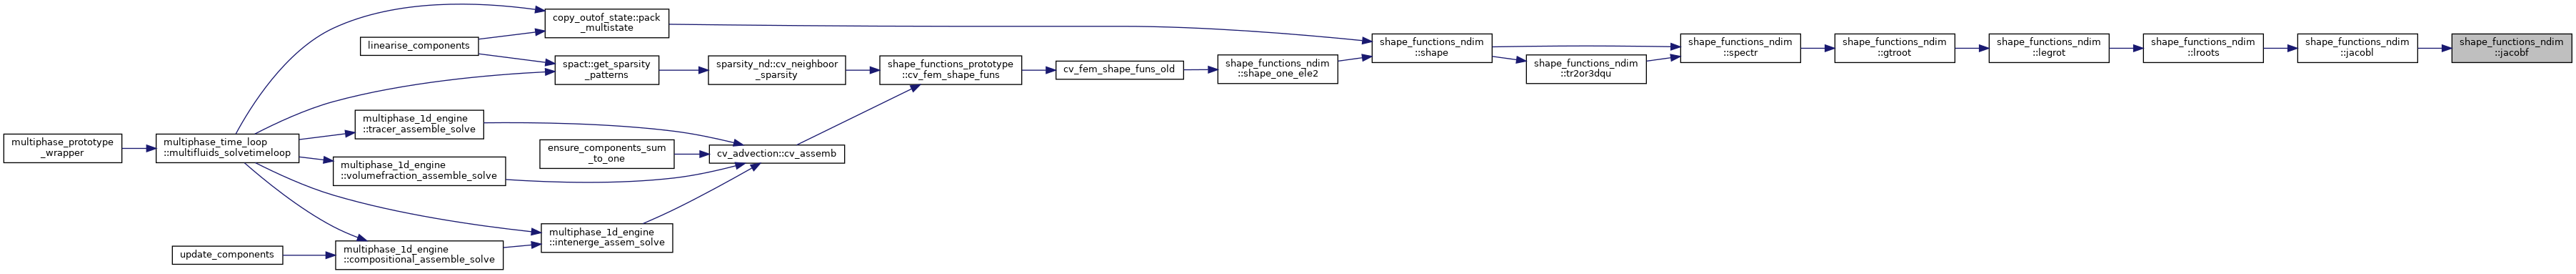 multiphase_prototype
_wrapper
multiphase_time_loop
::multifluids_solvetimeloop
update_components
linearise_components
multiphase_1d_engine
::tracer_assemble_solve
multiphase_1d_engine
::volumefraction_assemble_solve
multiphase_1d_engine
::compositional_assemble_solve
copy_outof_state::pack
_multistate
spact::get_sparsity
_patterns
ensure_components_sum
_to_one
multiphase_1d_engine
::intenerge_assem_solve
sparsity_nd::cv_neighboor
_sparsity
cv_advection::cv_assemb
shape_functions_prototype
::cv_fem_shape_funs
cv_fem_shape_funs_old
shape_functions_ndim
::shape_one_ele2
shape_functions_ndim
::shape
shape_functions_ndim
::tr2or3dqu
shape_functions_ndim
::spectr
shape_functions_ndim
::gtroot
shape_functions_ndim
::legrot
shape_functions_ndim
::lroots
shape_functions_ndim
::jacobl
shape_functions_ndim
::jacobf